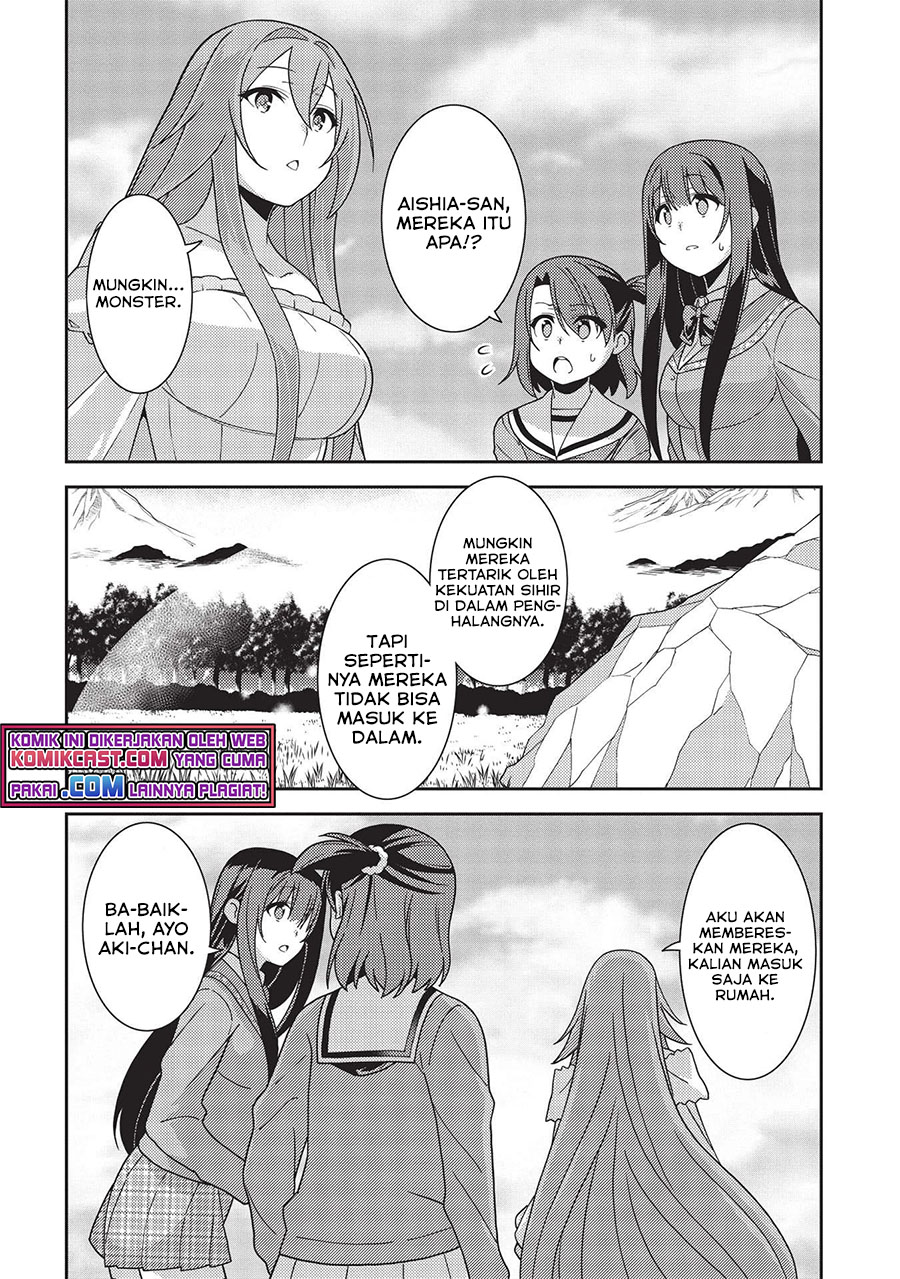 AISHIA-SAN,
MEREKA ITU
APA!?
MUNGKIN...
MONSTER.
MUNGKIN
MEREKA
TERTARIK OLEH
KEKUATAN SIHIR
DI DALAM PENG-
HALANGNYA.
TAPI
SEPERTI-
NYA MEREKA
TIDAK BISA
MASUK KE
DALAM.
KOMIK INI DIKERJAKAN OLEH WEB
KOMIKCAST.COM YANG CUMA
PAKAI .COM LAINNYA PLAGIAT!
AKU AKAN
MEMBERES-
KAN MEREKA,
KALIAN MASUK
SAJA KE
RUMAH.
BA-BAIK-
LAH, AYO
AKI-CHAN.